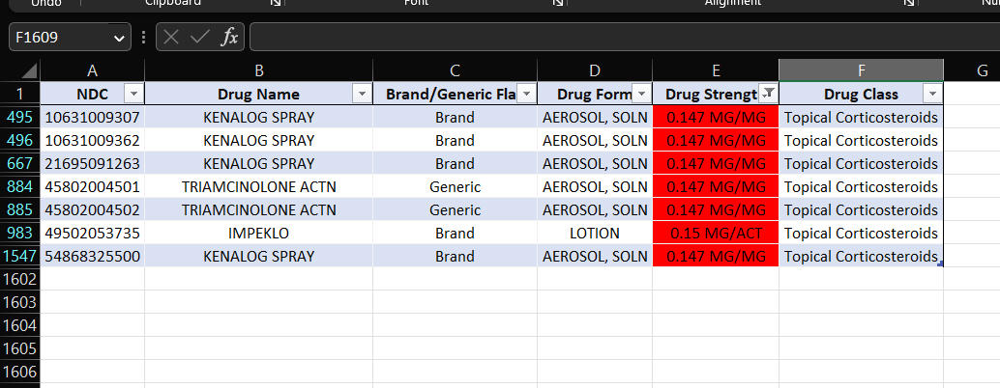 Undo Clipboard Font Alignment
F1609 fx
A B C D E F G
1 NDC Drug Name Brand/Generic Fla Drug Form Drug Strengt Drug Class
495 10631009307 KENALOG SPRAY Brand AEROSOL, SOLN 0.147 MG/MG Topical Corticosteroids
496 10631009362 KENALOG SPRAY Brand AEROSOL, SOLN 0.147 MG/MG Topical Corticosteroids
667 21695091263 KENALOG SPRAY Brand AEROSOL, SOLN 0.147 MG/MG Topical Corticosteroids
884 45802004501 TRIAMCINOLONE ACTN Generic AEROSOL, SOLN 0.147 MG/MG Topical Corticosteroids
885 45802004502 TRIAMCINOLONE ACTN Generic AEROSOL, SOLN 0.147 MG/MG Topical Corticosteroids
983 49502053735 IMPEKLO Brand LOTION 0.15 MG/ACT Topical Corticosteroids
1547 54868325500 KENALOG SPRAY Brand AEROSOL, SOLN 0.147 MG/MG Topical Corticosteroids
1602
1603
1604
1605
1606